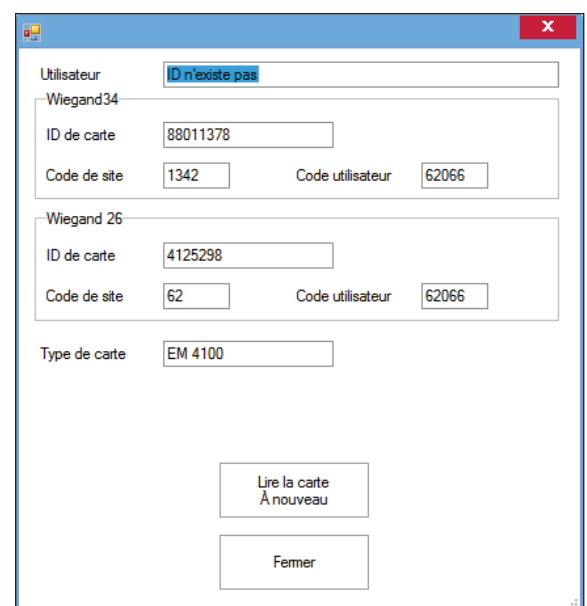 x
Utilisateur ID n'existe pas
Wiegand34
ID de carte 88011378
Code de site 1342 Code utilisateur 62066
Wiegand 26
ID de carte 4125298
Code de site 62 Code utilisateur 62066
Type de carte EM 4100
Lire la carte
À nouveau
Fermer